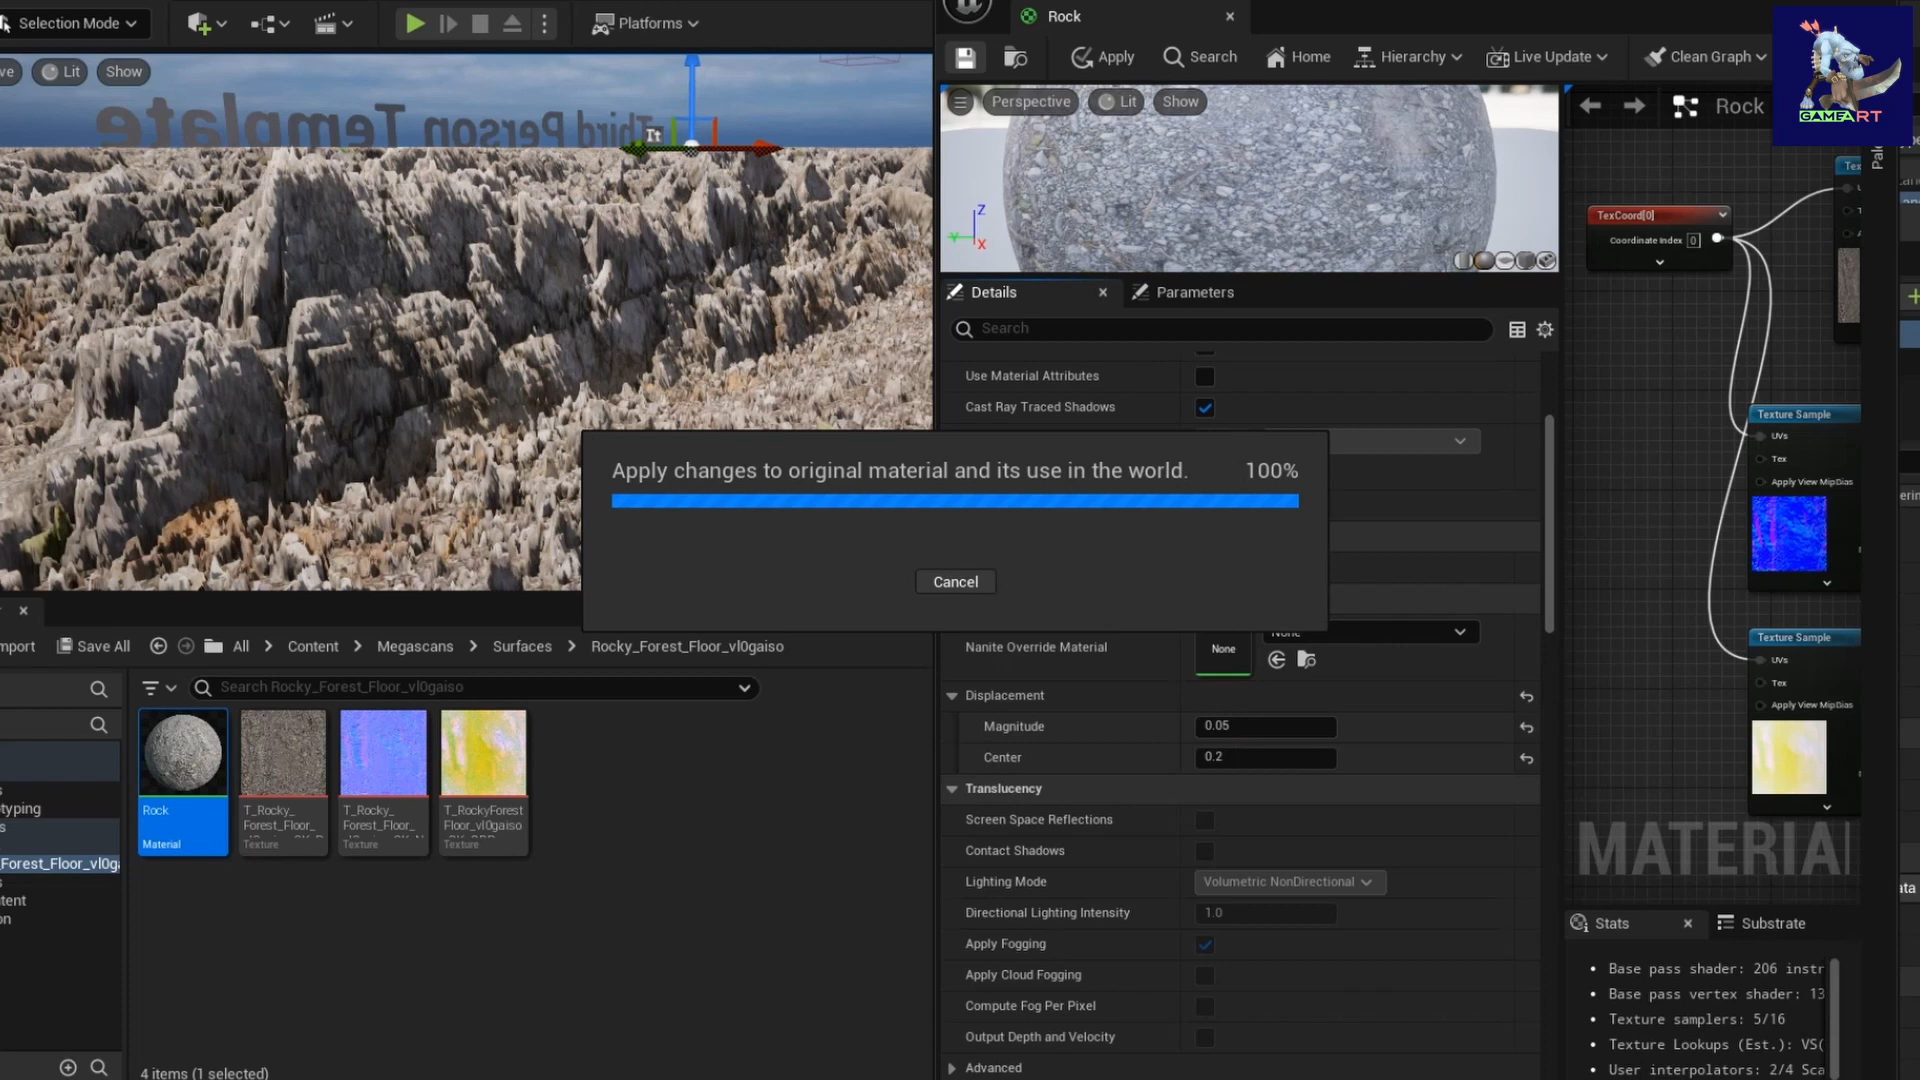 Selection Mode
Platforms
Rock
Apply
Search
Home
Hierarchy
Live Update
Clean Graph
GAMEART
Lit
Show
Perspective
Lit
Show
Rock
Third Person Template
Tt
Z
Y
X
TexCoord[0]
Coordinate Index 0
Details
Parameters
Search
Use Material Attributes
Cast Ray Traced Shadows
Texture Sample
UVs
Tex
Apply View MipBias
Apply changes to original material and its use in the world. 100%
Cancel
Save All
All > Content > Megascans > Surfaces > Rocky_Forest_Floor_vl0gaiso
Search Rocky_Forest_Floor_vl0gaiso
Nanite Override Material
None
None
Texture Sample
UVs
Tex
Apply View MipBias
Displacement
Magnitude 0.05
Center 0.2
Translucency
Screen Space Reflections
Contact Shadows
Lighting Mode Volumetric NonDirectional
Directional Lighting Intensity 1.0
Apply Fogging
Apply Cloud Fogging
Compute Fog Per Pixel
Output Depth and Velocity
Advanced
Rock
Material
T_Rocky_
Forest_Floor_
Texture
T_Rocky_
Forest_Floor_
Texture
T_RockyForest
Floor_vl0gaiso
Texture
4 items (1 selected)
MATERIAL
Stats
Substrate
Base pass shader: 206 instr
Base pass vertex shader: 13
Texture samplers: 5/16
Texture Lookups (Est.): VS(
User interpolators: 2/4 Sca